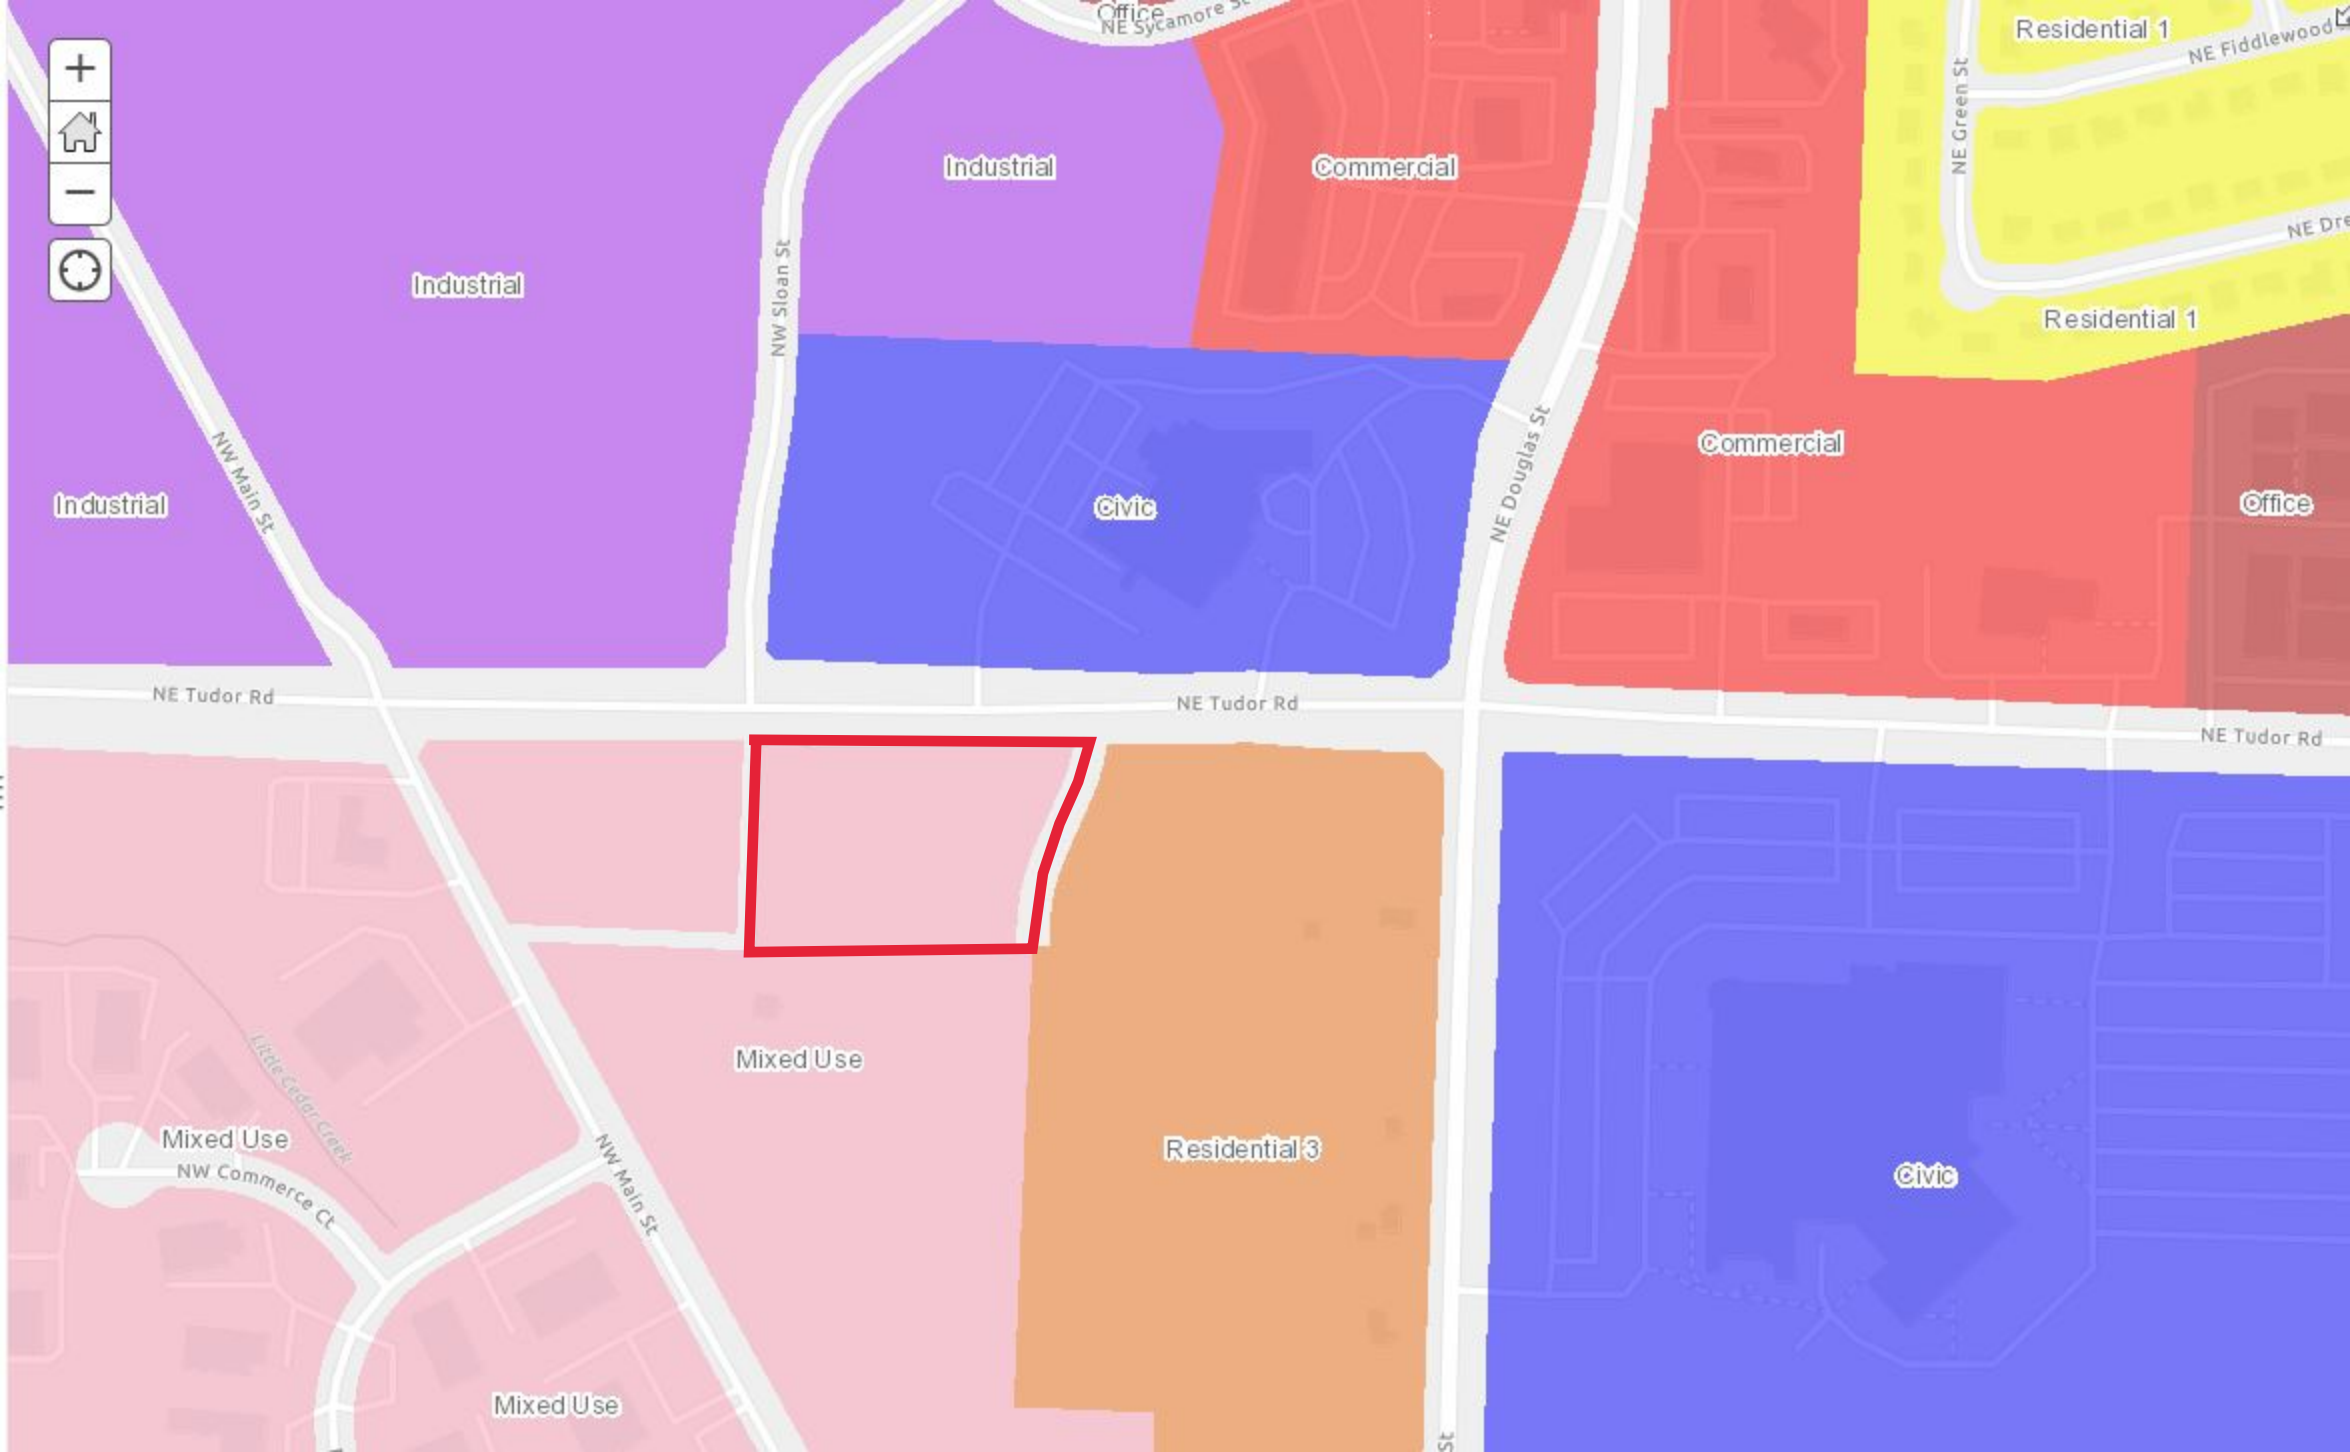 Office
NE Sycamore St
Residential 1
NE Fiddlewood
NE Green St
Industrial
Commercial
NE Dre
NW Sloan St
Industrial
Residential 1
Commercial
NW Main St
Industrial
Civic
NE Douglas St
Office
NE Tudor Rd
NE Tudor Rd
NE Tudor Rd
Mixed Use
Little Cedar Creek
Mixed Use
NW Commerce Ct
NW Main St
Residential 3
Civic
Mixed Use
St